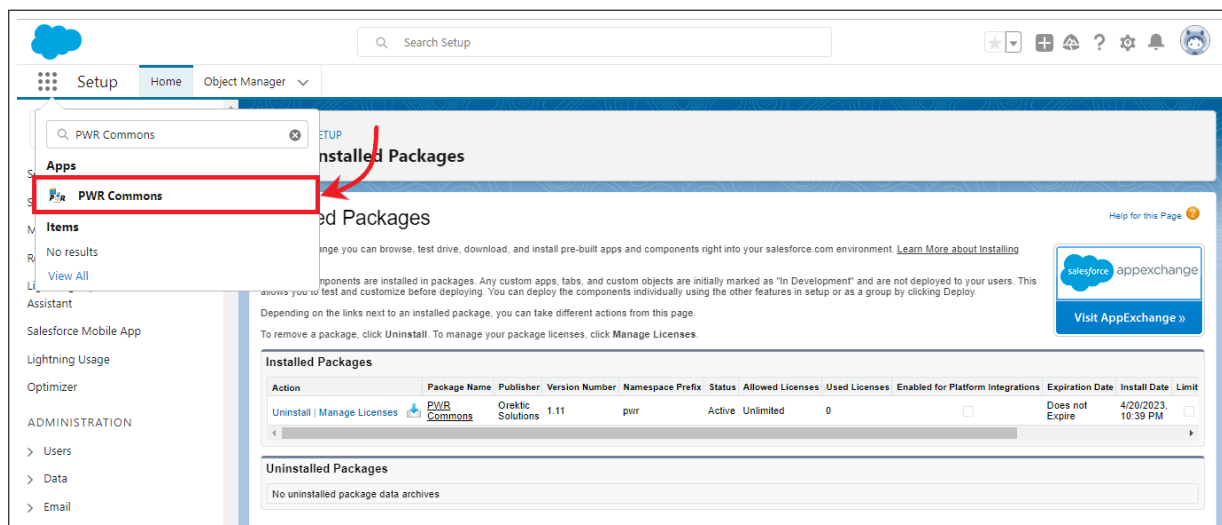 Search Setup
Setup
Home
Object Manager
PWR Commons
Apps
PWR Commons
Items
No results
View All
ETUP
nstalled Packages
S
S
M
R
Li
Assistant
Salesforce Mobile App
Lightning Usage
Optimizer
ADMINISTRATION
Users
Data
Email
ed Packages
Help for this Page
nge you can browse, test drive, download, and install pre-built apps and components right into your salesforce.com environment. Learn More about Installing
mponents are installed in packages. Any custom apps, tabs, and custom objects are initially marked as "In Development" and are not deployed to your users. This
allows you to test and customize before deploying. You can deploy the components individually using the other features in setup or as a group by clicking Deploy.
Depending on the links next to an installed package, you can take different actions from this page.
To remove a package, click Uninstall. To manage your package licenses, click Manage Licenses.
salesforce appexchange
Visit AppExchange »
Installed Packages
Action Package Name Publisher Version Number Namespace Prefix Status Allowed Licenses Used Licenses Enabled for Platform Integrations Expiration Date Install Date Limit
Uninstall | Manage Licenses PWR Commons Orektic Solutions 1.11 pwr Active Unlimited 0 Does not Expire 4/20/2023, 10:39 PM
Uninstalled Packages
No uninstalled package data archives